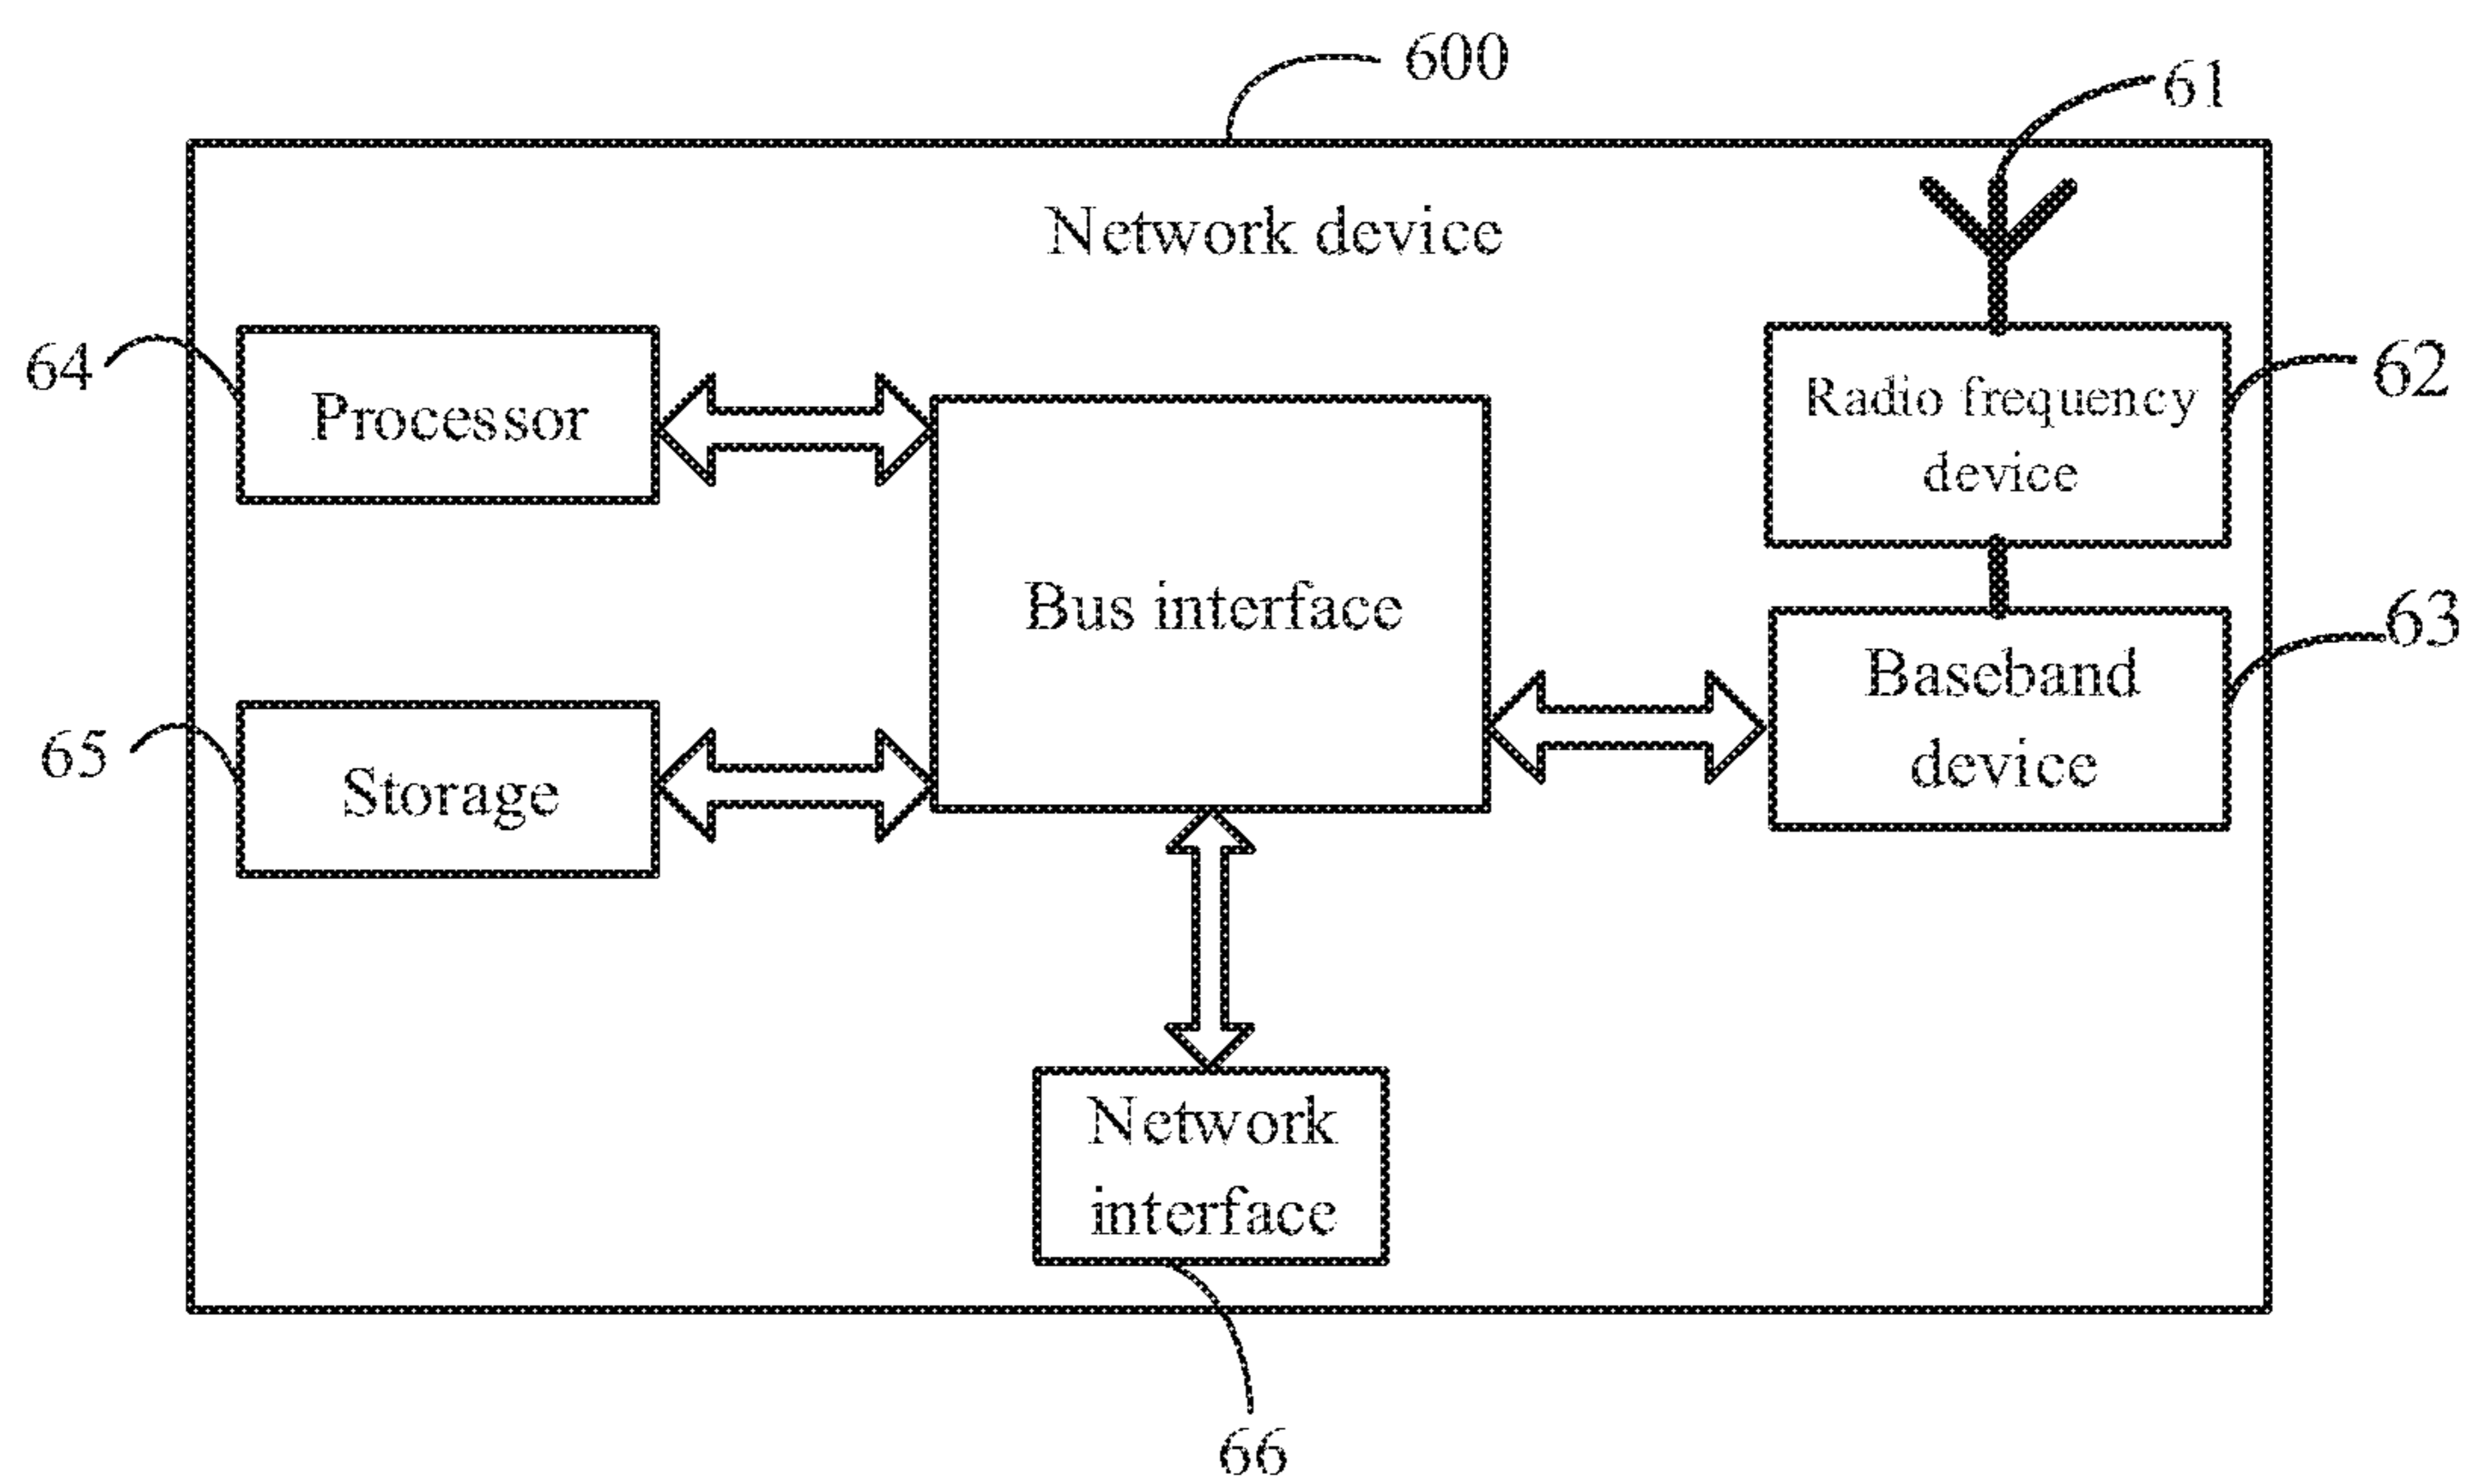 600
61
Network device
64
Processor
Radio frequency
device
62
Bus interface
63
Baseband
device
65
Storage
Network
interface
66